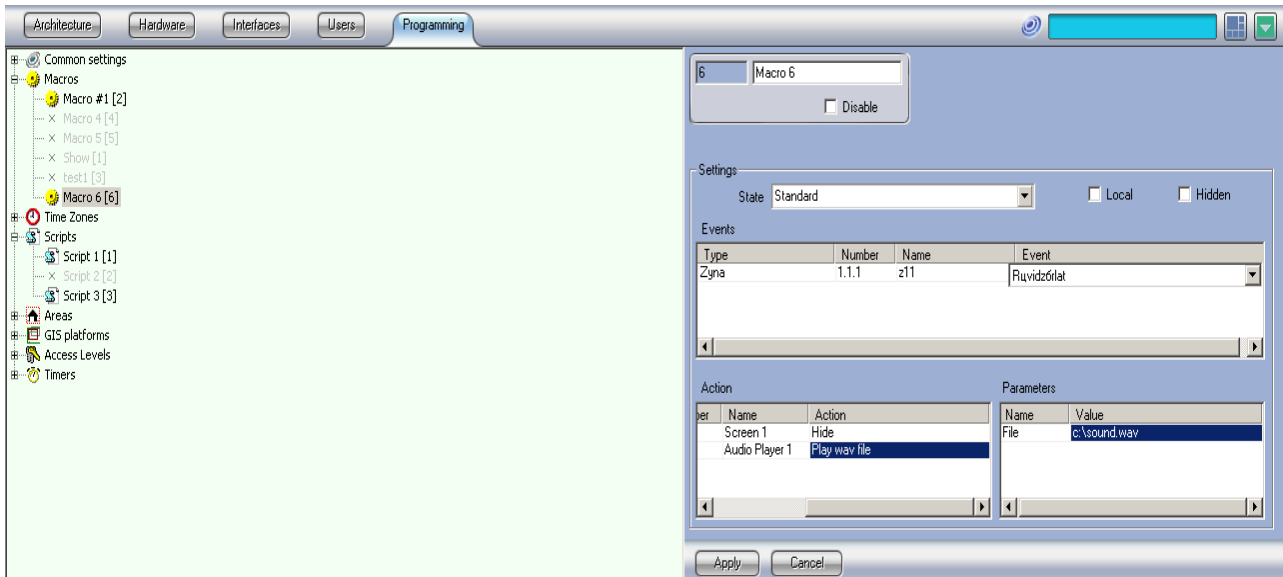 Architecture Hardware Interfaces Users Programming
Common settings
Macros
Macro #1 [2]
Macro 4 [4]
Macro 5 [5]
Show [1]
test1 [3]
Macro 6 [6]
Time Zones
Scripts
Script 1 [1]
Script 2 [2]
Script 3 [3]
Areas
GIS platforms
Access Levels
Timers
6 Macro 6
Disable
Settings
State Standard Local Hidden
Events
Type Number Name Event
Zyna 1.1.1 z11 Rцvidzбrlat
Action
ber Name Action
Screen 1 Hide
Audio Player 1 Play wav file
Parameters
Name Value
File c:\sound.wav
Apply Cancel